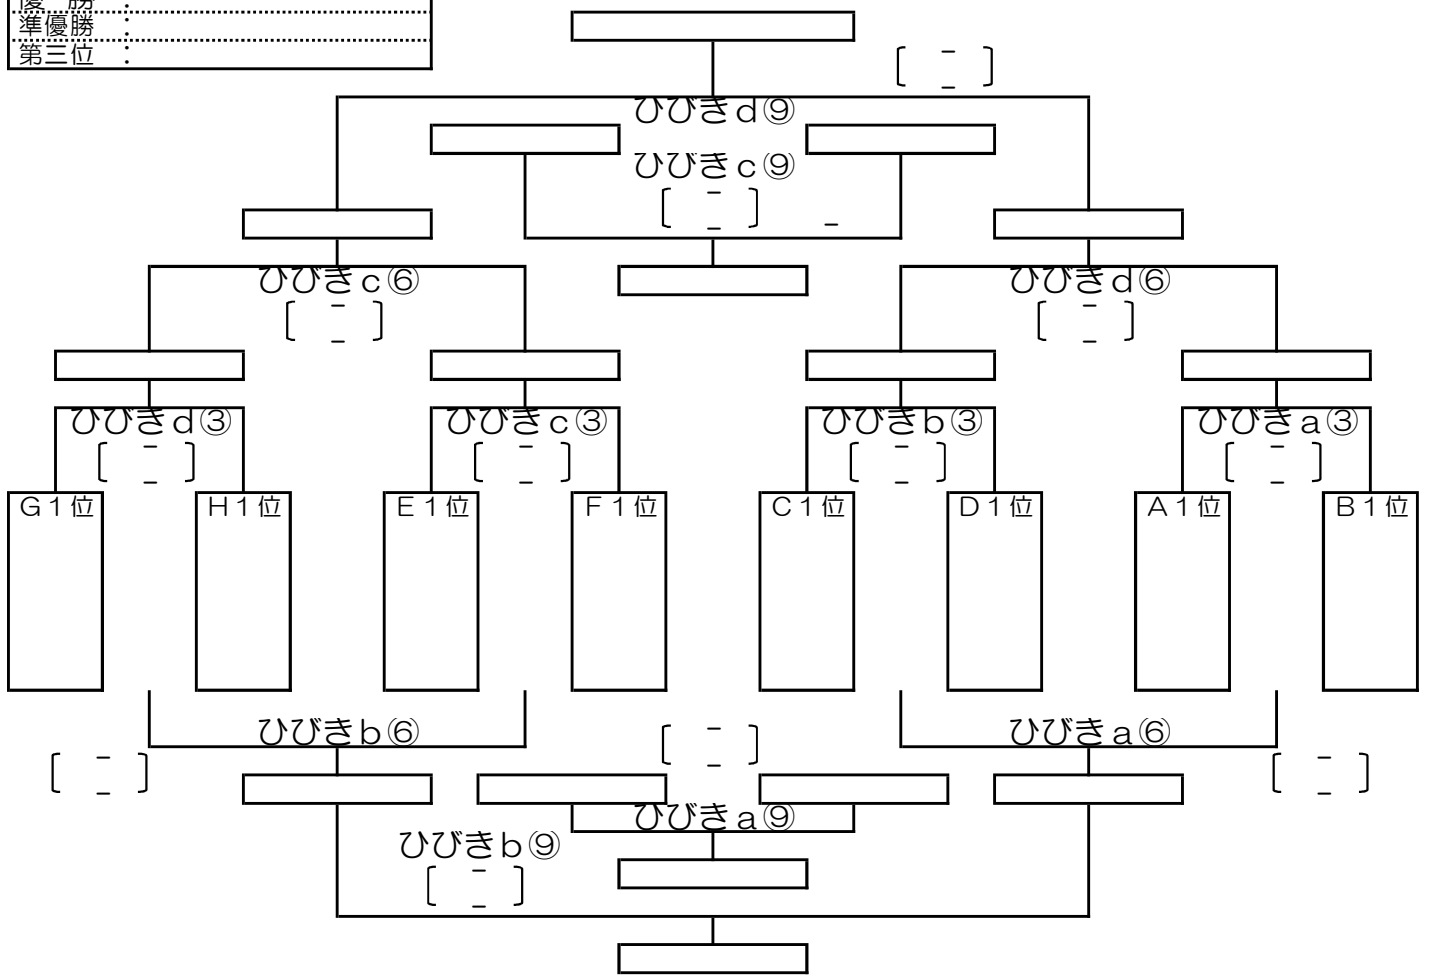 優　勝　：
準優勝　：
第三位　：
〔　－　〕
－
ひびきｄ⑨
ひびきｃ⑨
〔　－　〕　　－
－
ひびきｃ⑥　ひびきｄ⑥
〔　－　〕　〔　－　〕
－　－
ひびきｄ③　ひびきｃ③　ひびきｂ③　ひびきａ③
〔　－　〕　〔　－　〕　〔　－　〕　〔　－　〕
－　－　－　－
Ｇ１位　Ｈ１位　Ｅ１位　Ｆ１位　Ｃ１位　Ｄ１位　Ａ１位　Ｂ１位
ひびきｂ⑥　〔　－　〕　ひびきａ⑥
－
〔　－　〕　〔　－　〕
－　－
ひびきａ⑨
ひびきｂ⑨
〔　－　〕
－